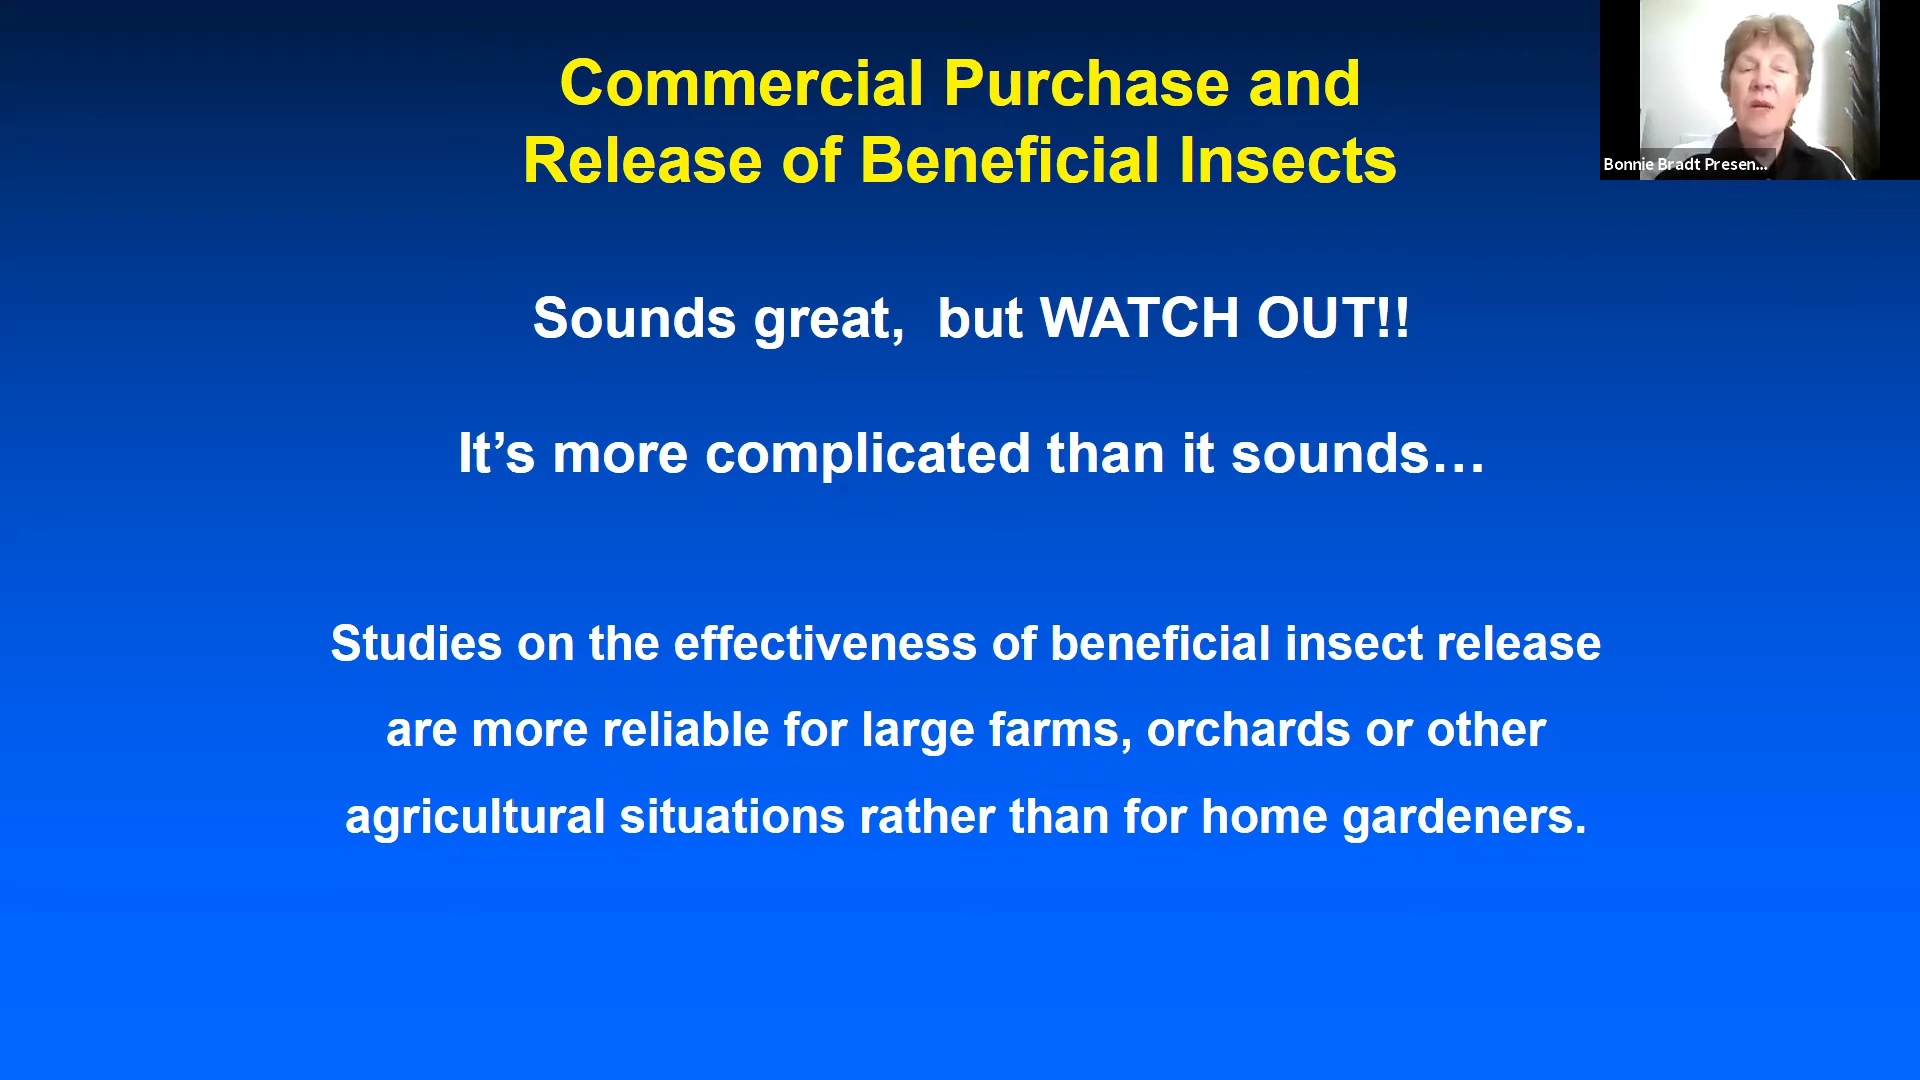 Commercial Purchase and
Release of Beneficial Insects
Bonnie Bradt Presen...
Sounds great,  but WATCH OUT!!
It’s more complicated than it sounds…
Studies on the effectiveness of beneficial insect release
are more reliable for large farms, orchards or other
agricultural situations rather than for home gardeners.